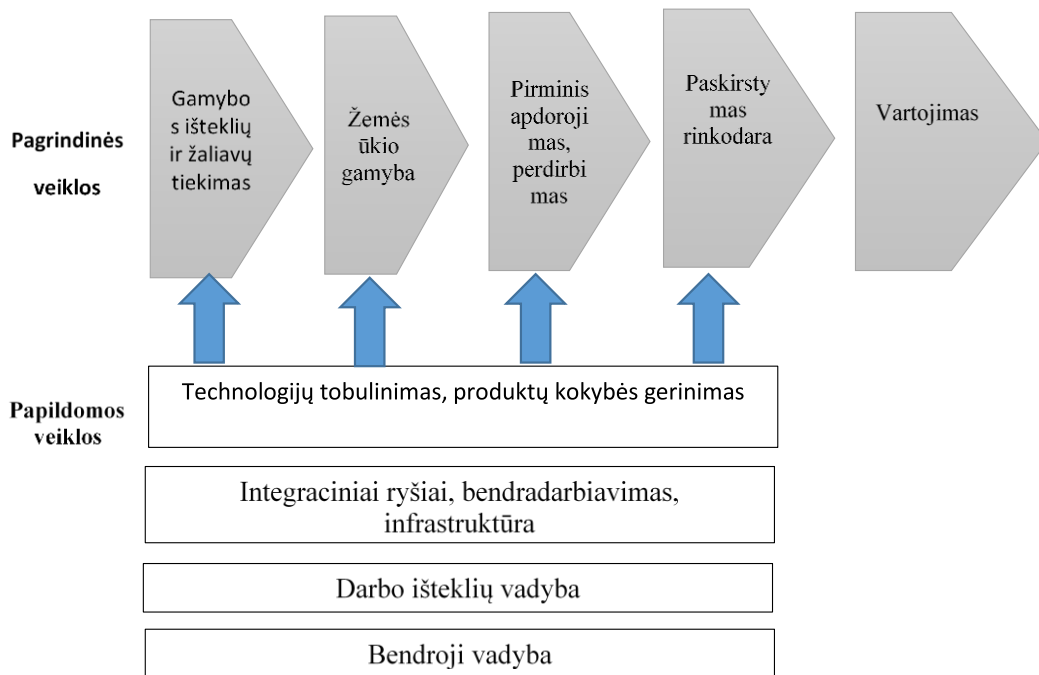 Pagrindinės
veiklos
Gamybo
s išteklių
ir žaliavų
tiekimas
Žemės
ūkio
gamyba
Pirminis
apdoroji
mas,
perdirbi
mas
Paskirsty
mas
rinkodara
Vartojimas
Papildomos
veiklos
Technologijų tobulinimas, produktų kokybės gerinimas
Integraciniai ryšiai, bendradarbiavimas,
infrastruktūra
Darbo išteklių vadyba
Bendroji vadyba